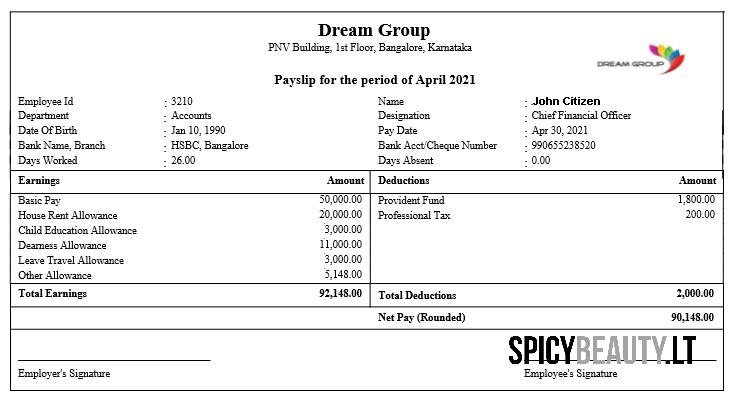 Dream Group
PNV Building, 1st Floor, Bangalore, Karnataka
DREAM GROUP
Payslip for the period of April 2021
Employee Id : 3210 Name : John Citizen
Department : Accounts Designation : Chief Financial Officer
Date Of Birth : Jan 10, 1990 Pay Date : Apr 30, 2021
Bank Name, Branch : HSBC, Bangalore Bank Acct/Cheque Number : 990655238520
Days Worked : 26.00 Days Absent : 0.00
Earnings Amount Deductions Amount
Basic Pay 50,000.00 Provident Fund 1,800.00
House Rent Allowance 20,000.00 Professional Tax 200.00
Child Education Allowance 3,000.00
Dearness Allowance 11,000.00
Leave Travel Allowance 3,000.00
Other Allowance 5,148.00
Total Earnings 92,148.00 Total Deductions 2,000.00
Net Pay (Rounded) 90,148.00
SPICYBEAUTY.LT
Employer's Signature Employee's Signature